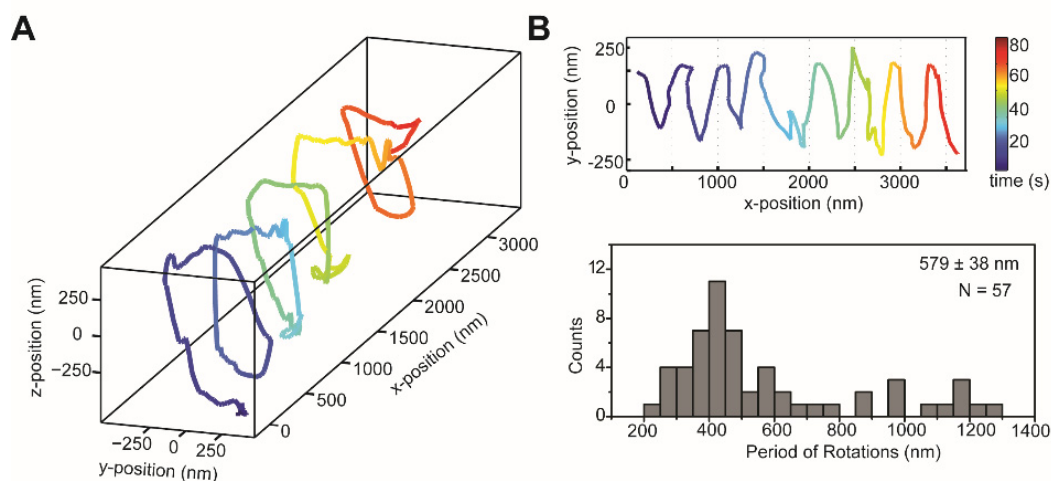 A
z-position (nm)
250
0
−250
−250
0
250
y-position (nm)
0
500
1000
1500
2000
2500
3000
x-position (nm)
B
y-position (nm)
250
0
-250
0
1000
2000
3000
x-position (nm)
80
60
40
20
time (s)
579 ± 38 nm
N = 57
Counts
12
8
4
0
200
400
600
800
1000
1200
1400
Period of Rotations (nm)